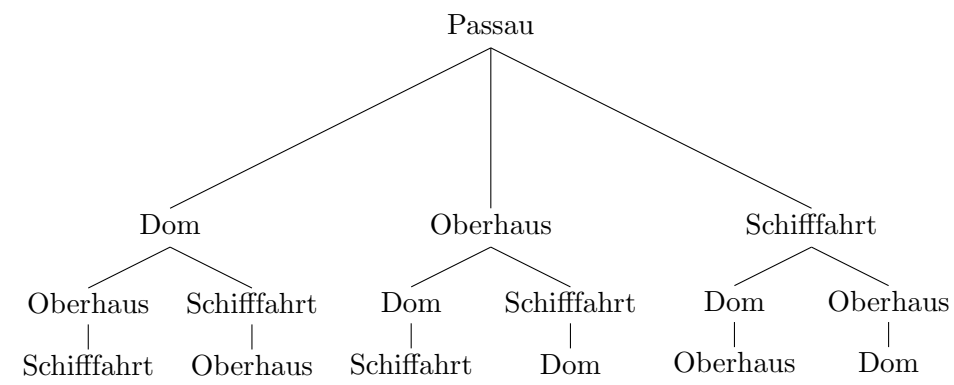 Passau
Dom Oberhaus Schifffahrt
Oberhaus Schifffahrt Dom Schifffahrt Dom Oberhaus
Schifffahrt Oberhaus Schiffahrt Dom Oberhaus Dom